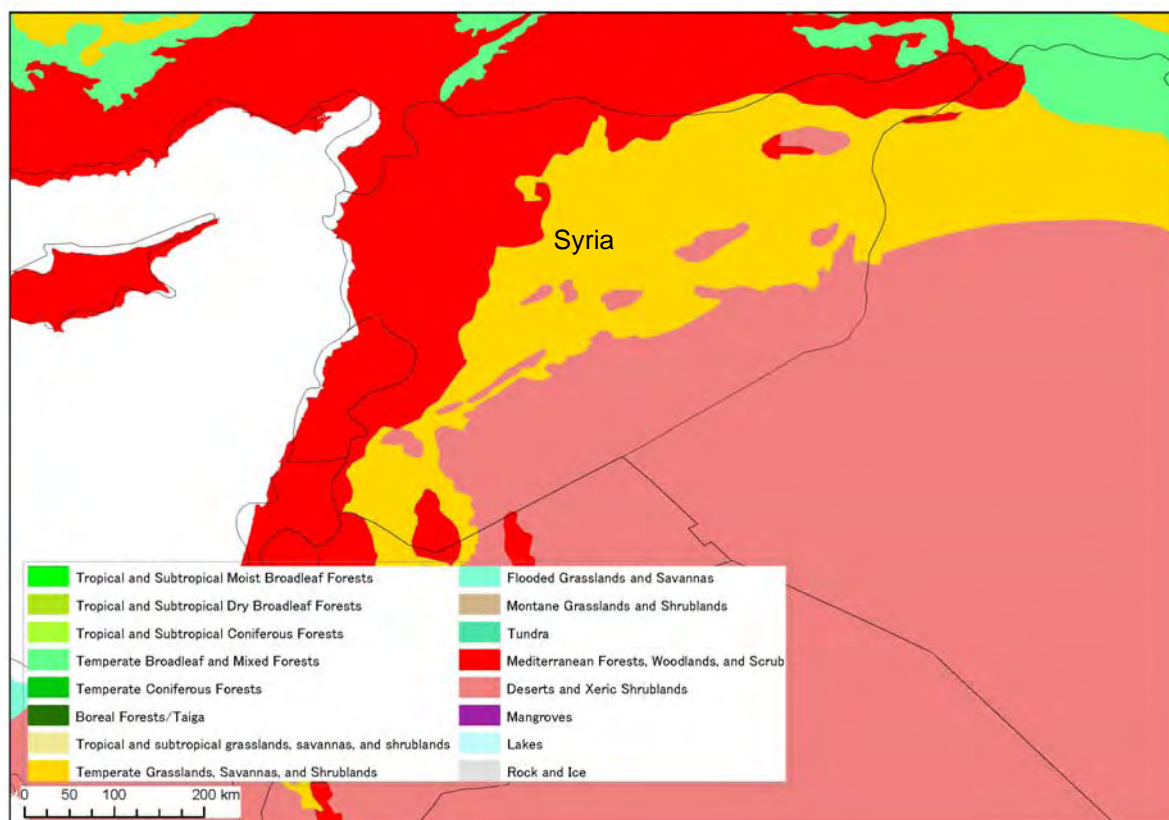 Syria
Tropical and Subtropical Moist Broadleaf Forests
Tropical and Subtropical Dry Broadleaf Forests
Tropical and Subtropical Coniferous Forests
Temperate Broadleaf and Mixed Forests
Temperate Coniferous Forests
Boreal Forests/Taiga
Tropical and subtropical grasslands, savannas, and shrublands
Temperate Grasslands, Savannas, and Shrublands
Flooded Grasslands and Savannas
Montane Grasslands and Shrublands
Tundra
Mediterranean Forests, Woodlands, and Scrub
Deserts and Xeric Shrublands
Mangroves
Lakes
Rock and Ice
0 50 100 200 km